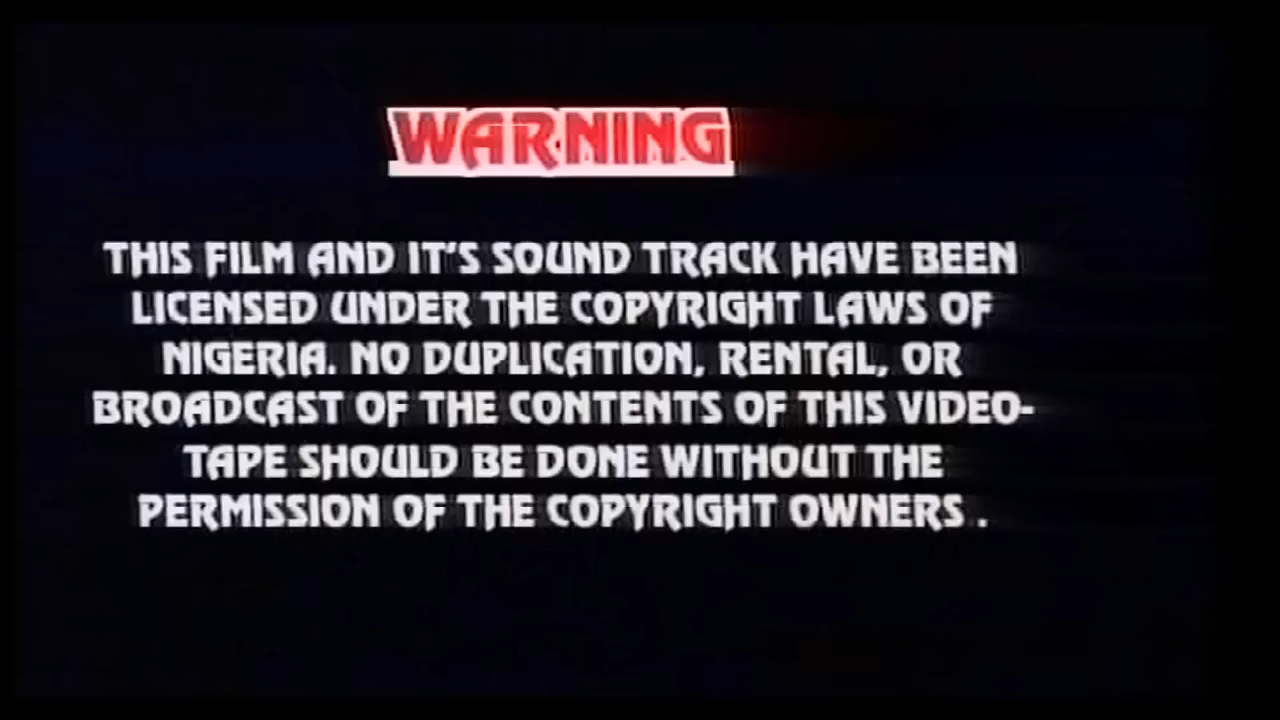 WARNING
THIS FILM AND IT'S SOUND TRACK HAVE BEEN
LICENSED UNDER THE COPYRIGHT LAWS OF
NIGERIA. NO DUPLICATION, RENTAL, OR
BROADCAST OF THE CONTENTS OF THIS VIDEO-
TAPE SHOULD BE DONE WITHOUT THE
PERMISSION OF THE COPYRIGHT OWNERS .